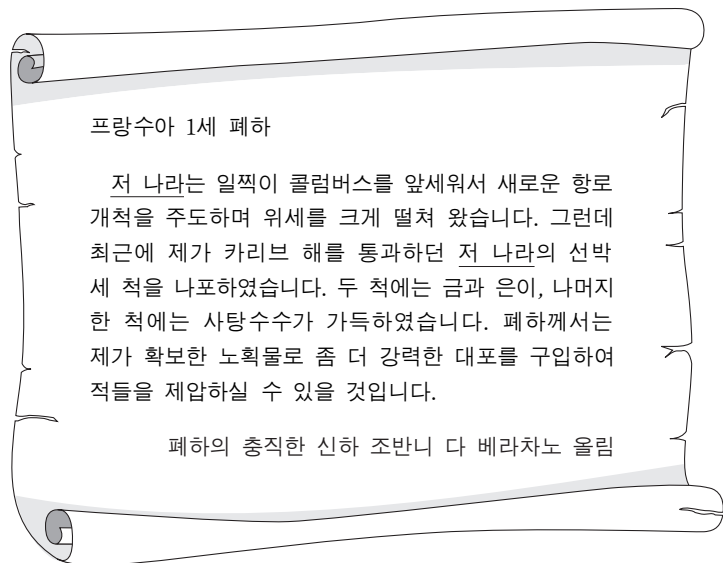 프랑수아 1세 폐하
저 나라는 일찍이 콜럼버스를 앞세워서 새로운 항로
개척을 주도하며 위세를 크게 떨쳐 왔습니다. 그런데
최근에 제가 카리브 해를 통과하던 저 나라의 선박
세 척을 나포하였습니다. 두 척에는 금과 은이, 나머지
한 척에는 사탕수수가 가득하였습니다. 폐하께서는
제가 확보한 노획물로 좀 더 강력한 대포를 구입하여
적들을 제압하실 수 있을 것입니다.
폐하의 충직한 신하 조반니 다 베라차노 올림